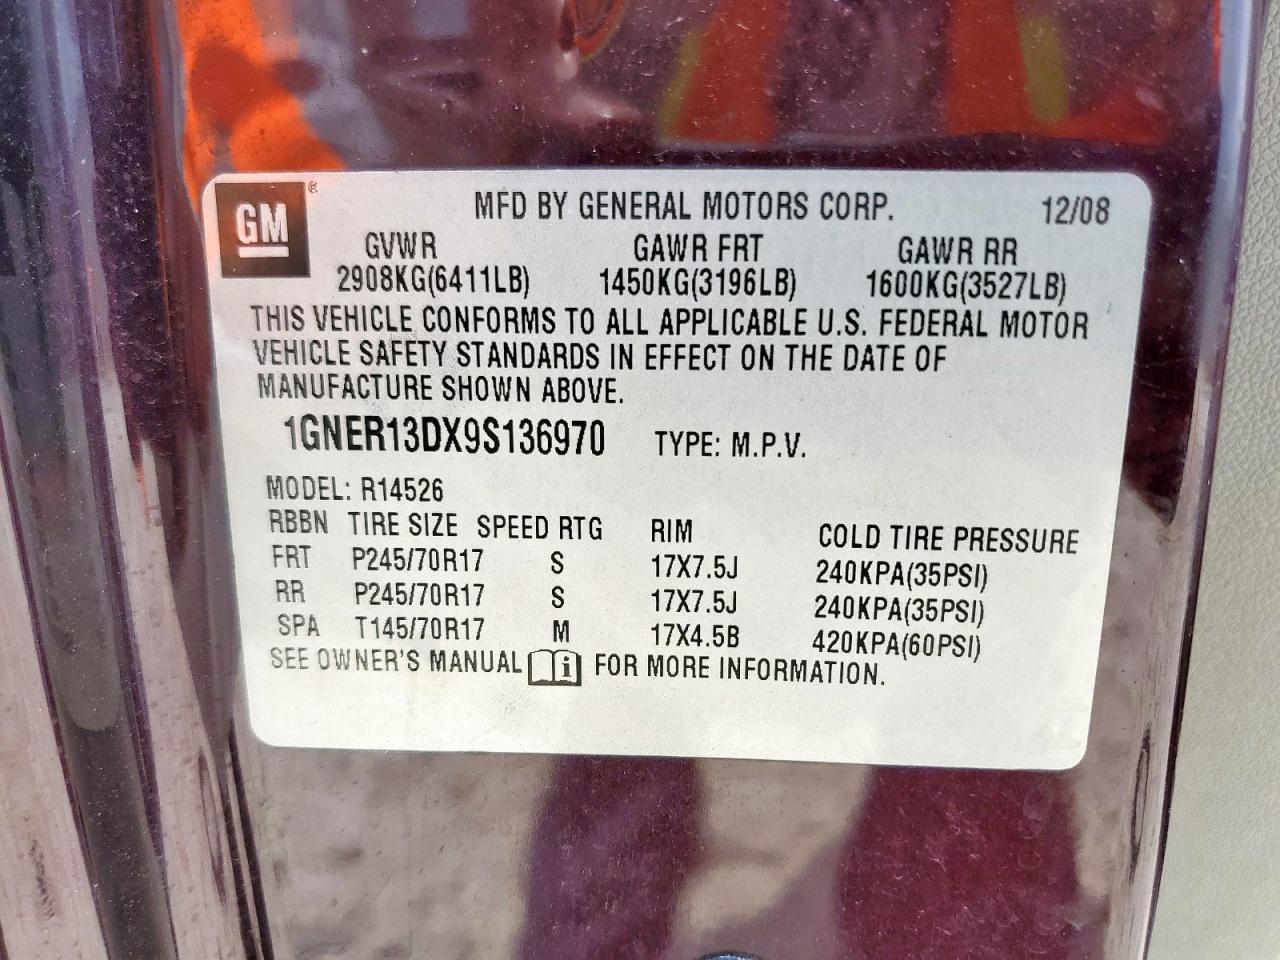 GM ®
MFD BY GENERAL MOTORS CORP. 12/08
GVWR GAWR FRT GAWR RR
2908KG(6411LB) 1450KG(3196LB) 1600KG(3527LB)
THIS VEHICLE CONFORMS TO ALL APPLICABLE U.S. FEDERAL MOTOR
VEHICLE SAFETY STANDARDS IN EFFECT ON THE DATE OF
MANUFACTURE SHOWN ABOVE.
1GNER13DX9S136970 TYPE: M.P.V.
MODEL: R14526
RBBN TIRE SIZE SPEED RTG RIM COLD TIRE PRESSURE
FRT P245/70R17 S 17X7.5J 240KPA(35PSI)
RR P245/70R17 S 17X7.5J 240KPA(35PSI)
SPA T145/70R17 M 17X4.5B 420KPA(60PSI)
SEE OWNER'S MANUAL i FOR MORE INFORMATION.